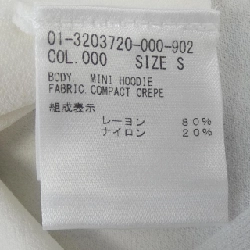 01-3203720-000-902
COL.000 SIZE S
BODY. MINI HOODIE
FABRIC.COMPACT CREPE
組成表示
レーヨン 80%
ナイロン 20%